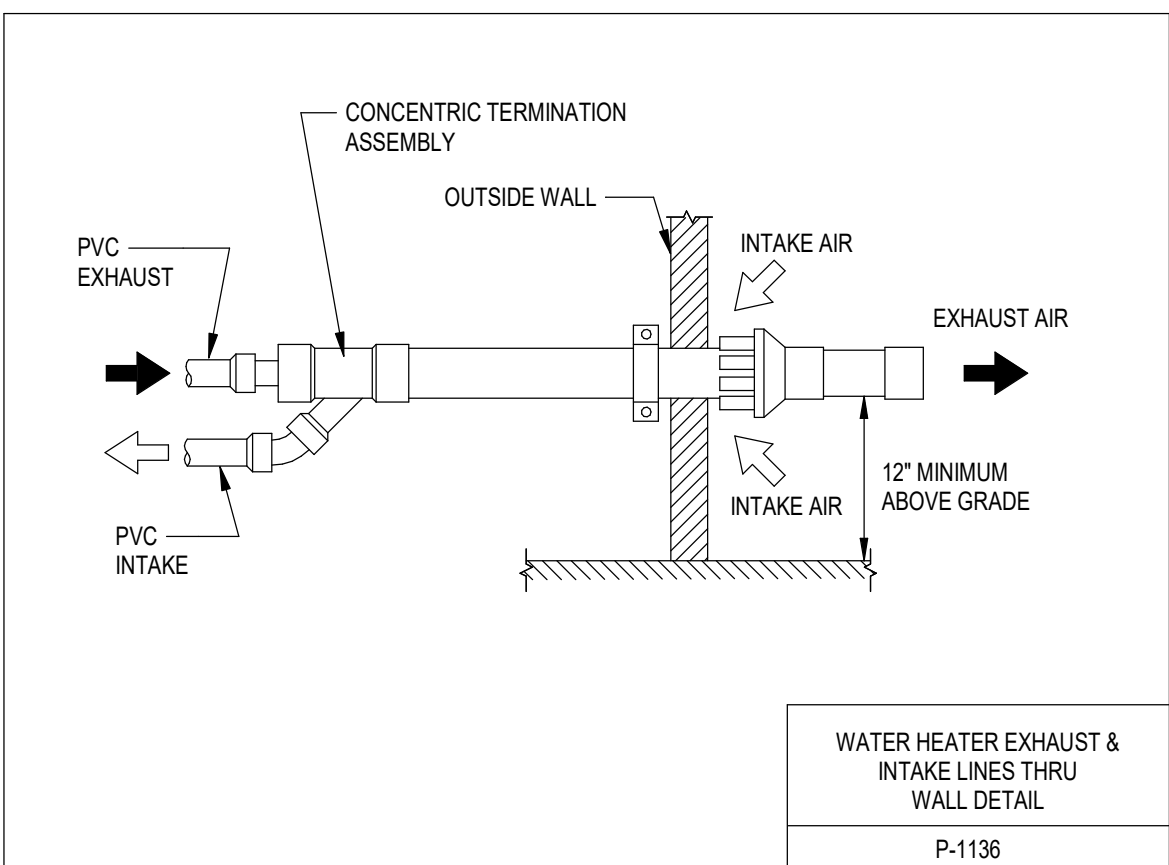 CONCENTRIC TERMINATION
ASSEMBLY
OUTSIDE WALL
PVC
EXHAUST
INTAKE AIR
EXHAUST AIR
12" MINIMUM
ABOVE GRADE
INTAKE AIR
PVC
INTAKE
WATER HEATER EXHAUST &
INTAKE LINES THRU
WALL DETAIL
P-1136